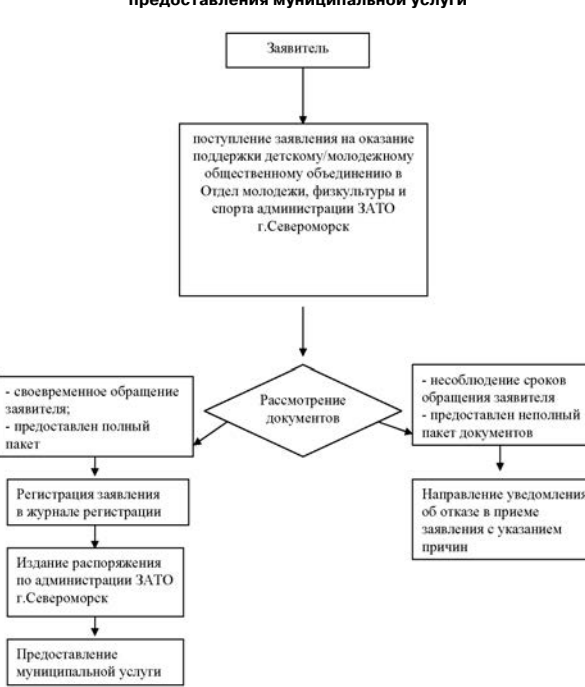 предоставления муниципальной услуги
Заявитель
поступление заявления на оказание
поддержки детскому/молодежному
общественному объединению в
Отдел молодежи, физкультуры и
спорта администрации ЗАТО
г.Североморск
Рассмотрение
документов
- своевременное обращение
заявителя;
- предоставлен полный
пакет
- несоблюдение сроков
обращения заявителя
- предоставлен неполный
пакет документов
Регистрация заявления
в журнале регистрации
Направление уведомления
об отказе в приеме
заявления с указанием
причин
Издание распоряжения
по администрации ЗАТО
г.Североморск
Предоставление
муниципальной услуги